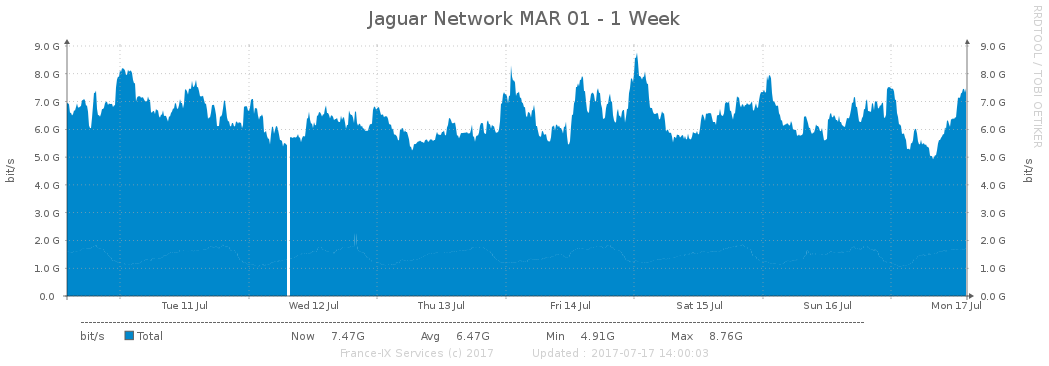 Jaguar Network MAR 01 - 1 Week
RRDTOOL / TOBI OETIKER
bit/s
9.0 G 9.0 G
8.0 G 8.0 G
7.0 G 7.0 G
6.0 G 6.0 G
5.0 G 5.0 G
4.0 G 4.0 G
3.0 G 3.0 G
2.0 G 2.0 G
1.0 G 1.0 G
0.0 0.0 G
bit/s
Tue 11 Jul Wed 12 Jul Thu 13 Jul Fri 14 Jul Sat 15 Jul Sun 16 Jul Mon 17 Jul
bit/s Total Now 7.47G Avg 6.47G Min 4.91G Max 8.76G
France-IX Services (c) 2017 Updated : 2017-07-17 14:00:03